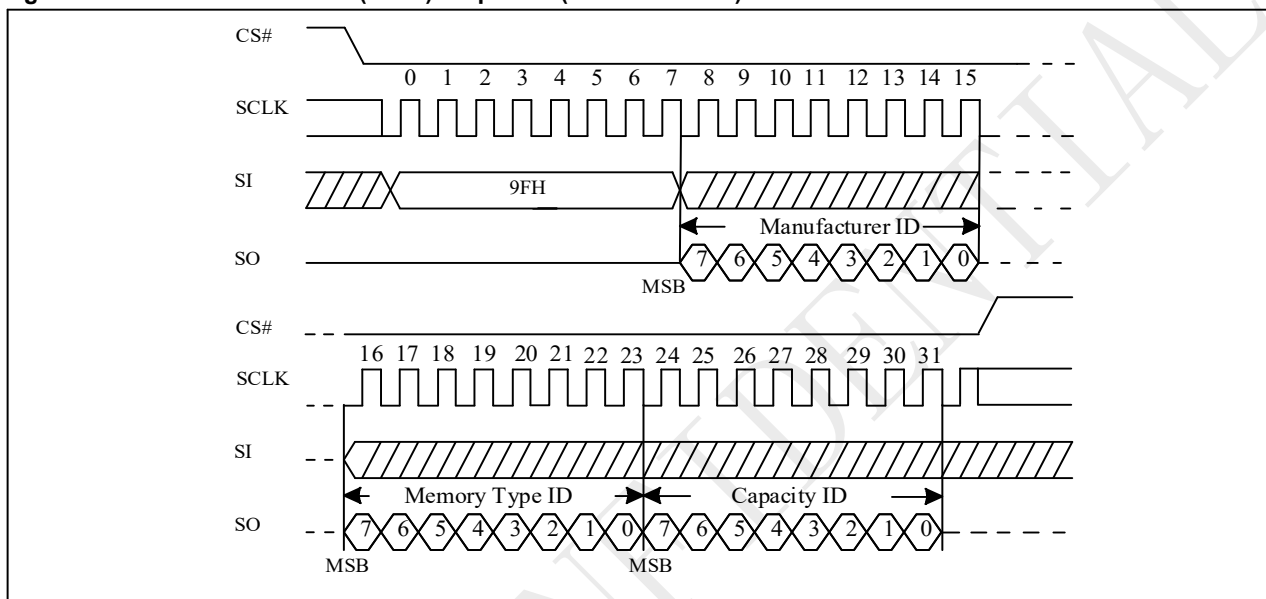 CS#
0 1 2 3 4 5 6 7 8 9 10 11 12 13 14 15
SCLK
SI
9FH
Manufacturer ID
SO
7 6 5 4 3 2 1 0
MSB
CS#
16 17 18 19 20 21 22 23 24 25 26 27 28 29 30 31
SCLK
SI
Memory Type ID Capacity ID
SO
7 6 5 4 3 2 1 0 7 6 5 4 3 2 1 0
MSB MSB